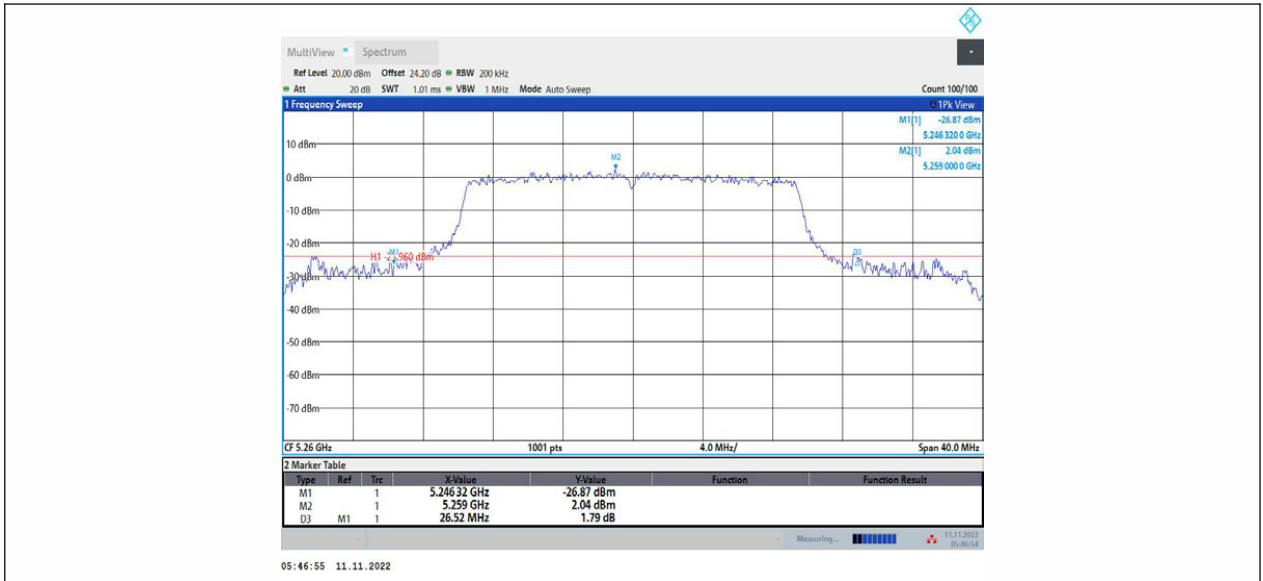 MultiView Spectrum
Ref Level 20.00 dBm Offset 24.20 dB RBW 200 kHz
Att 20 dB SWT 1.01 ms VBW 1 MHz Mode Auto Sweep Count 100/100
1 Frequency Sweep 1Pk View
M1[1] -26.87 dBm
5.246 320 0 GHz
10 dBm
M2[1] 2.04 dBm
M2
5.259 000 0 GHz
0 dBm
-10 dBm
-20 dBm
M1
D3
-30 dBm
-40 dBm
-50 dBm
-60 dBm
-70 dBm
CF 5.26 GHz 1001 pts 4.0 MHz/ Span 40.0 MHz
2 Marker Table
Type Ref Trc X-Value Y-Value Function Function Result
M1 1 5.246 32 GHz -26.87 dBm
M2 1 5.259 GHz 2.04 dBm
D3 M1 1 26.52 MHz 1.79 dB
Measuring... 11.11.2022
05:46:54
05:46:55 11.11.2022